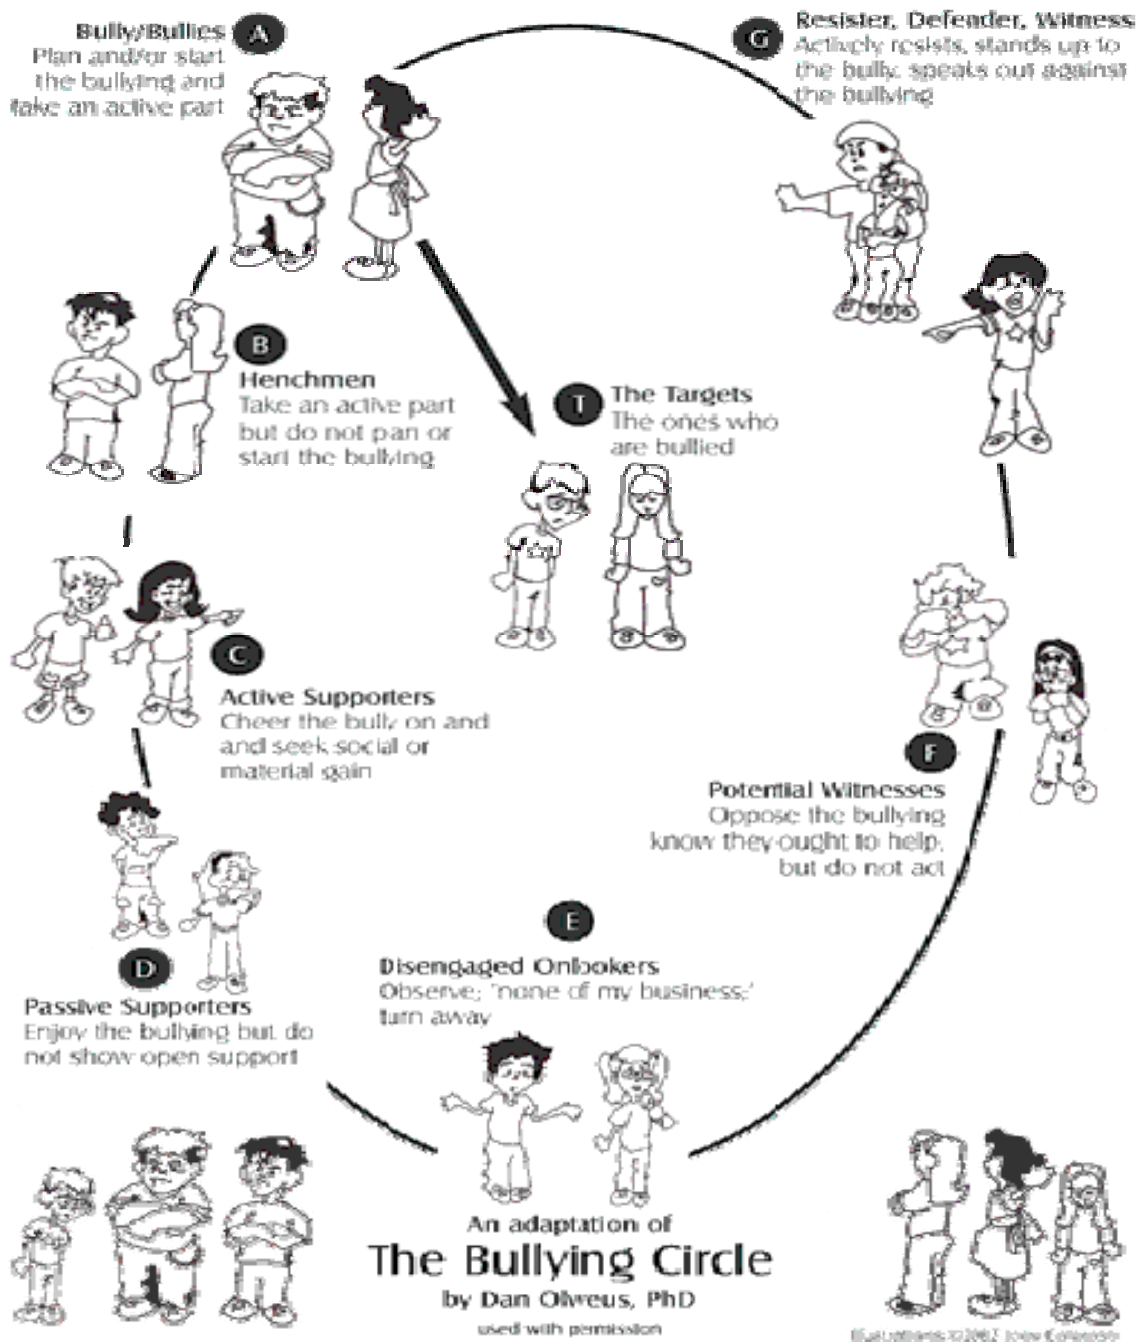 A
Bully/Bullies
Plan and/or start
the bullying and
take an active part
G
Resister, Defender, Witness
Actively resists, stands up to
the bully, speaks out against
the bullying
B
Henchmen
Take an active part
but do not pan or
start the bullying
T
The Targets
The ones who
are bullied
C
Active Supporters
Cheer the bully on and
and seek social or
material gain
F
Potential Witnesses
Oppose the bullying
know they ought to help,
but do not act
D
Passive Supporters
Enjoy the bullying but do
not show open support
E
Disengaged Onlookers
Observe; "none of my business;"
turn away
An adaptation of
The Bullying Circle
by Dan Olweus, PhD
used with permission
Illustrations ©2007